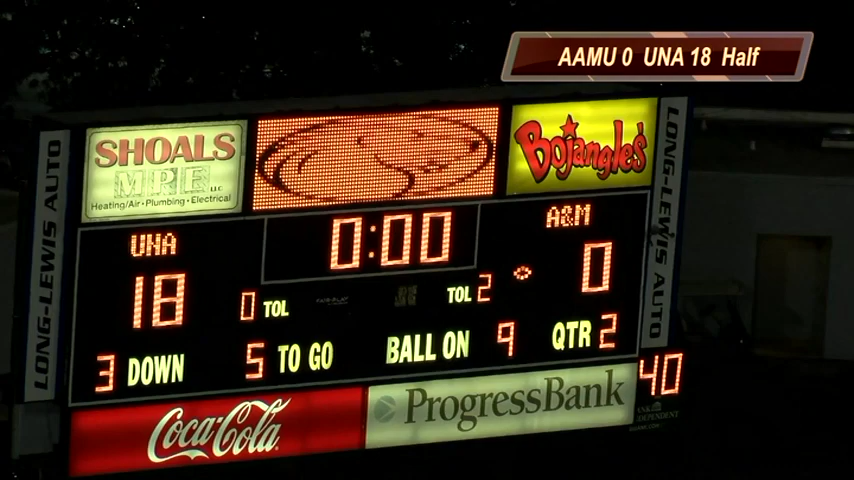 AAMU 0 UNA 18 Half
LONG-LEWIS AUTO
SHOALS
MPE LLC
Heating/Air • Plumbing • Electrical
Bojangles'
LONG-LEWIS AUTO
UNA
0:00
A&M
18
0 TOL
TOL 2
0
3 DOWN
5 TO GO
BALL ON 9
QTR 2
40
Coca-Cola
ProgressBank